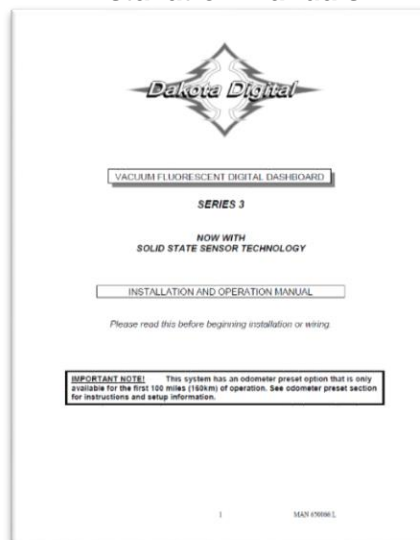 Dakota Digital
VACUUM FLUORESCENT DIGITAL DASHBOARD
SERIES 3
NOW WITH
SOLID STATE SENSOR TECHNOLOGY
INSTALLATION AND OPERATION MANUAL
Please read this before beginning installation or wiring.
IMPORTANT NOTE! This system has an odometer preset option that is only
available for the first 100 miles (160km) of operation. See odometer preset section
for instructions and setup information.
1 MAN